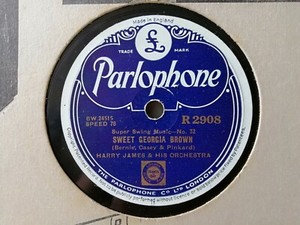 Made in England
£
TRADE MARK
Parlophone
DW.24515
SPEED 78
R 2908
Super Swing Music—No. 22
SWEET GEORGIA BROWN
(Bernie, Casey & Pinkard)
HARRY JAMES & HIS ORCHESTRA
THE PARLOPHONE CO. LTD LONDON